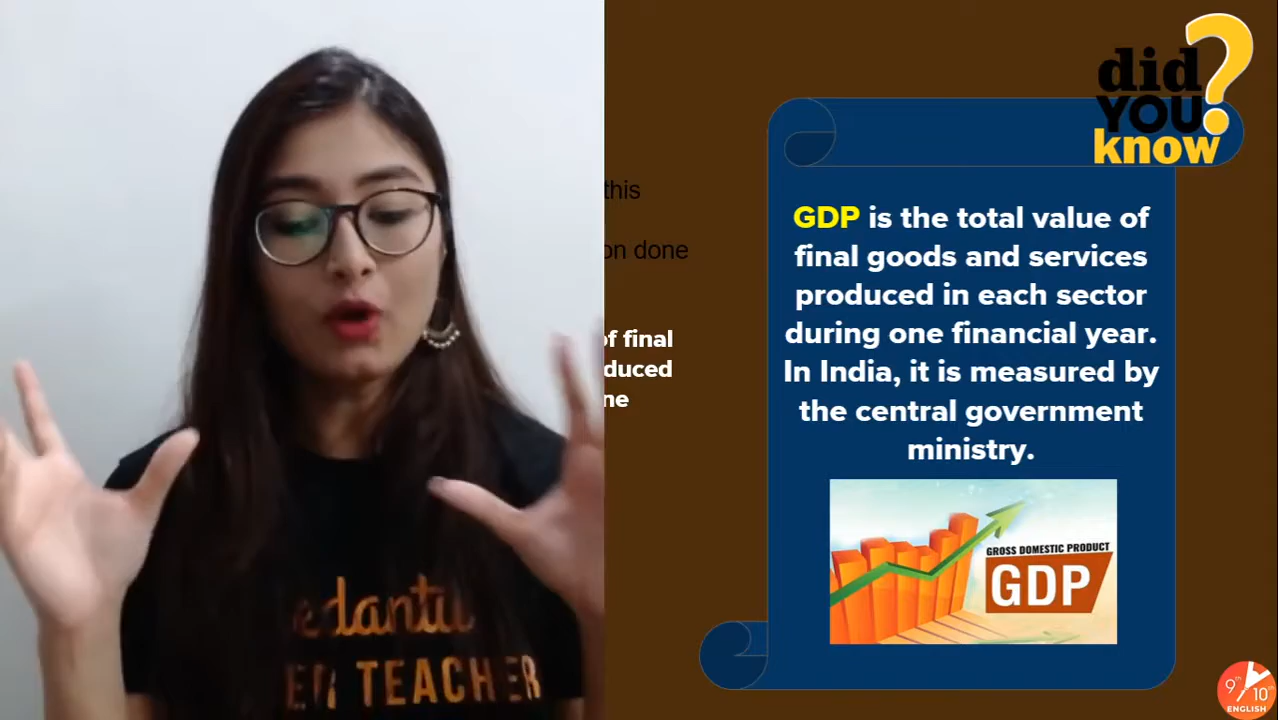 did
YOU
know?
this
on done
of final
duced
ne
GDP is the total value of
final goods and services
produced in each sector
during one financial year.
In India, it is measured by
the central government
ministry.
GROSS DOMESTIC PRODUCT
GDP
edantu
EN TEACHER
9th
10th
ENGLISH